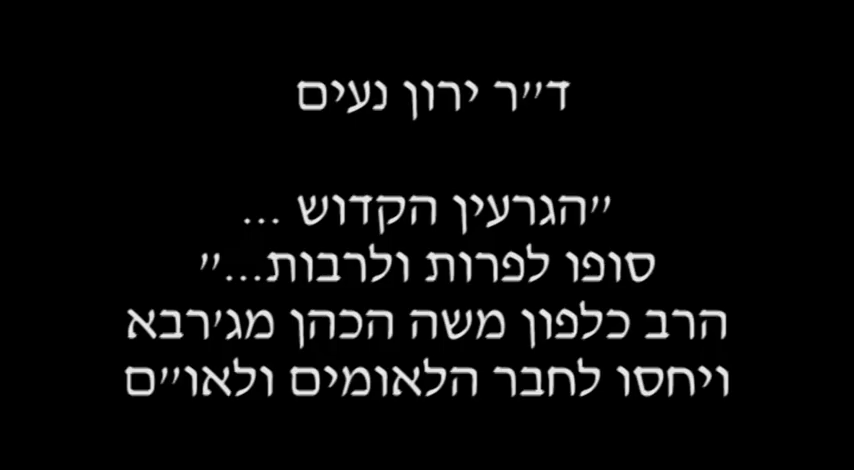 ד״ר ירון נעים
״הגרעין הקדוש ...
סופו לפרות ולרבות...״
הרב כלפון משה הכהן מג׳רבא
ויחסו לחבר הלאומים ולאו״ם